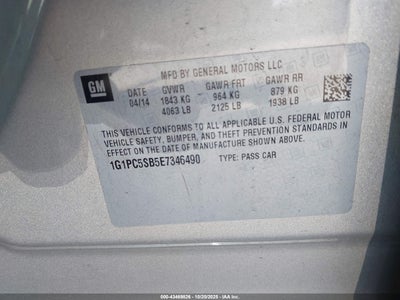 GM
MFD BY GENERAL MOTORS LLC
DATE GVWR GAWR FRT GAWR RR
04/14 1843 KG 964 KG 879 KG
4063 LB 2125 LB 1938 LB
THIS VEHICLE CONFORMS TO ALL APPLICABLE U.S. FEDERAL MOTOR
VEHICLE SAFETY, BUMPER, AND THEFT PREVENTION STANDARDS IN
EFFECT ON THE DATE OF MANUFACTURE SHOWN ABOVE.
1G1PC5SB5E7346490 TYPE: PASS CAR
000-43468626 - 10/20/2025 - IAA Inc.